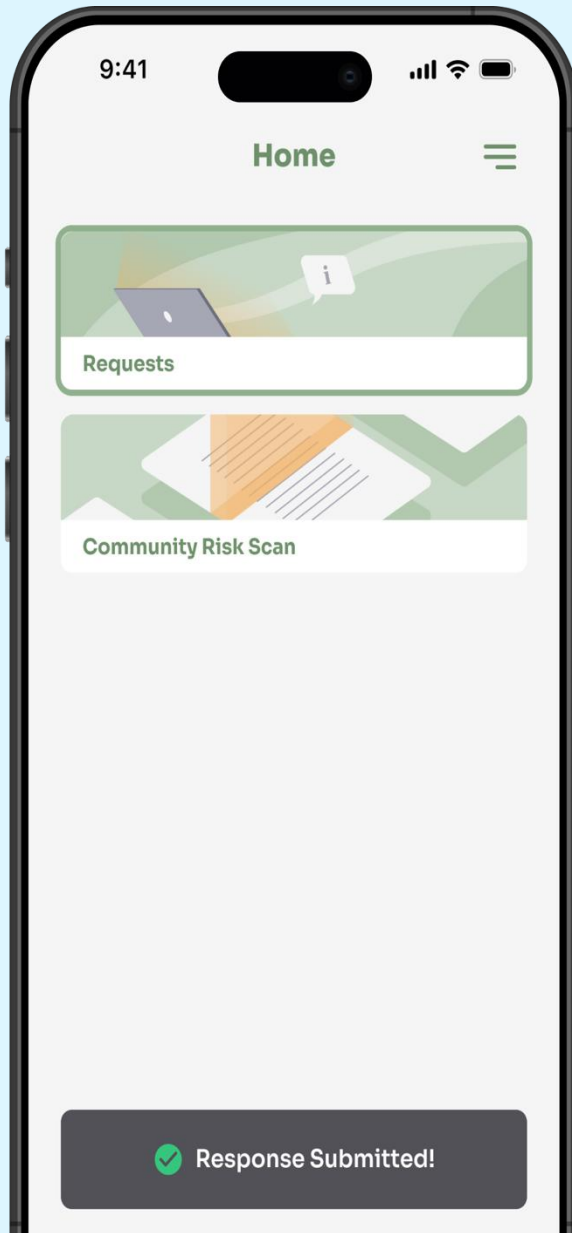 9:41
Home
i
Requests
Community Risk Scan
Response Submitted!